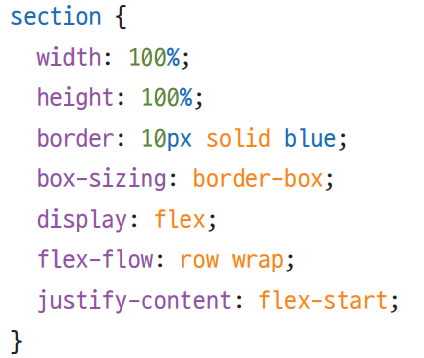 section {
  width: 100%;
  height: 100%;
  border: 10px solid blue;
  box-sizing: border-box;
  display: flex;
  flex-flow: row wrap;
  justify-content: flex-start;
}